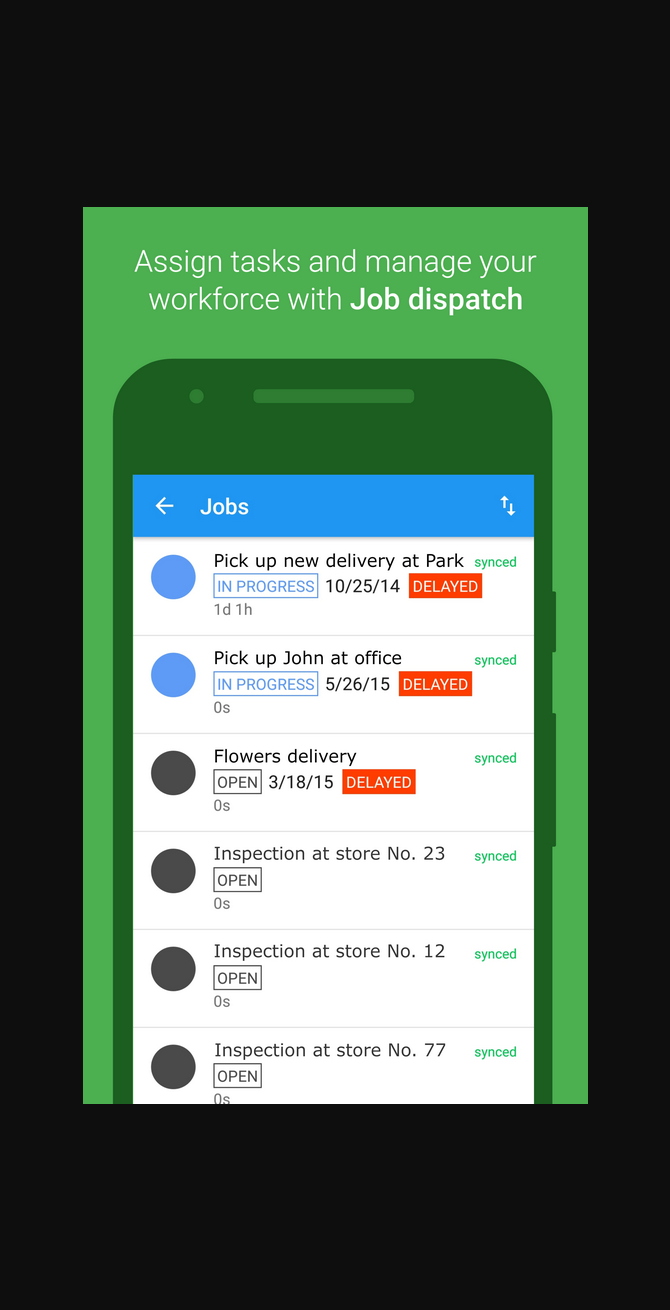 Assign tasks and manage your
workforce with Job dispatch
Jobs
Pick up new delivery at Park synced
IN PROGRESS 10/25/14 DELAYED
1d 1h
Pick up John at office synced
IN PROGRESS 5/26/15 DELAYED
0s
Flowers delivery synced
OPEN 3/18/15 DELAYED
0s
Inspection at store No. 23 synced
OPEN
0s
Inspection at store No. 12 synced
OPEN
0s
Inspection at store No. 77 synced
OPEN
0s